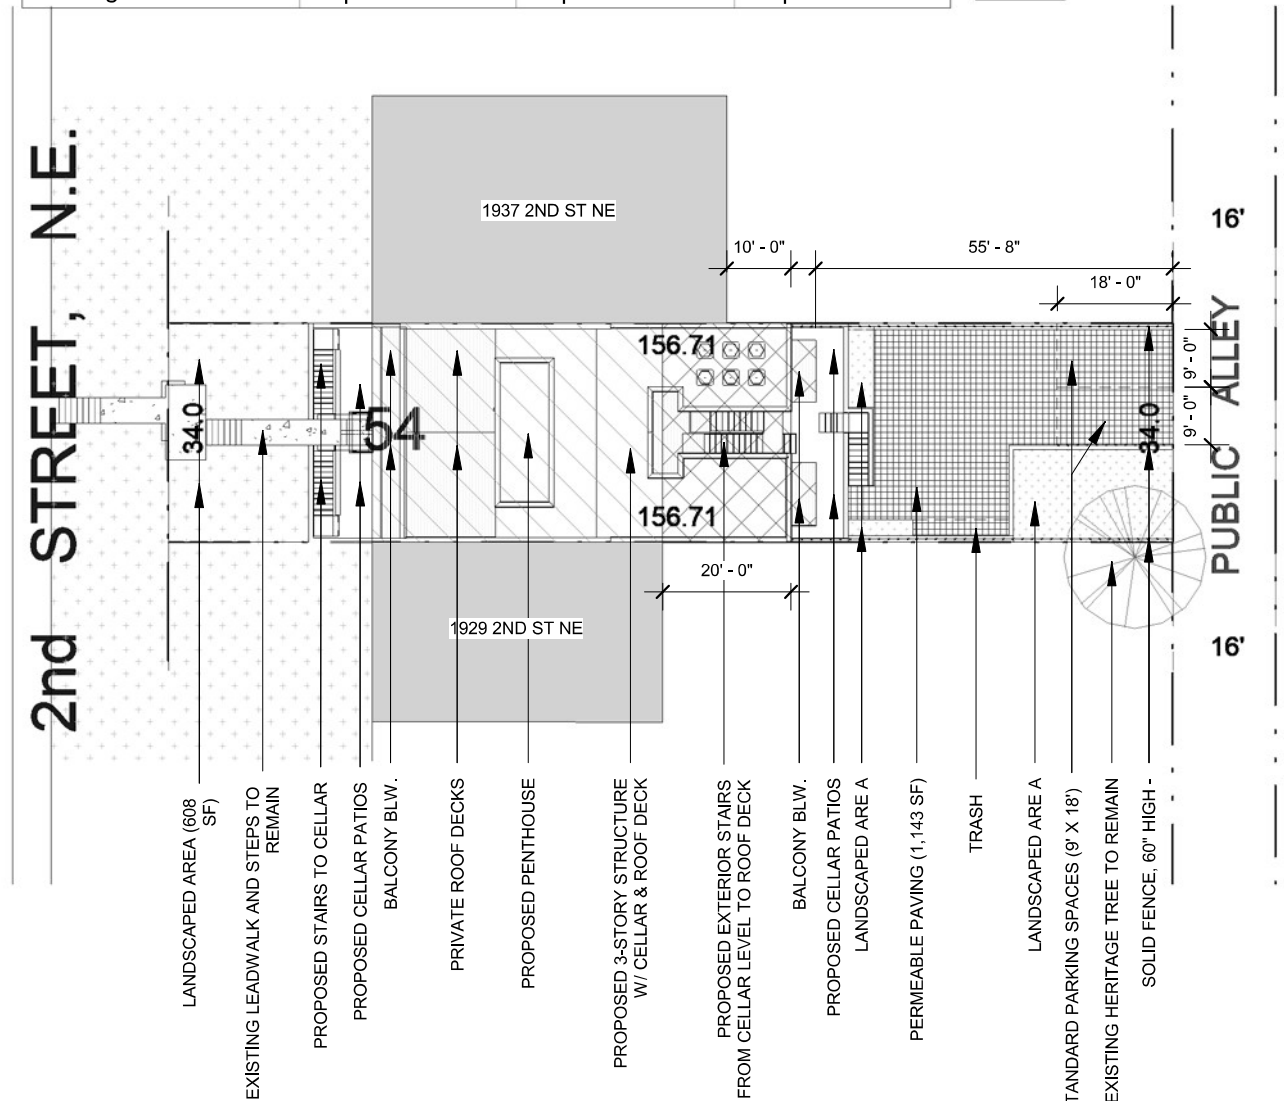 2nd STREET, N.E.
1937 2ND ST NE
10' - 0"
55' - 8"
18' - 0"
16'
156.71
9' - 0"
9' - 0"
34.0
54
34.0
156.71
PUBLIC ALLEY
20' - 0"
1929 2ND ST NE
16'
LANDSCAPED AREA (608
SF)
EXISTING LEADWALK AND STEPS TO
REMAIN
PROPOSED STAIRS TO CELLAR
PROPOSED CELLAR PATIOS
BALCONY BLW.
PRIVATE ROOF DECKS
PROPOSED PENTHOUSE
PROPOSED 3-STORY STRUCTURE
W/ CELLAR & ROOF DECK
PROPOSED EXTERIOR STAIRS
FROM CELLAR LEVEL TO ROOF DECK
BALCONY BLW.
PROPOSED CELLAR PATIOS
LANDSCAPED ARE A
PERMEABLE PAVING (1,143 SF)
TRASH
LANDSCAPED ARE A
TANDARD PARKING SPACES (9' X 18')
EXISTING HERITAGE TREE TO REMAIN
SOLID FENCE, 60" HIGH -